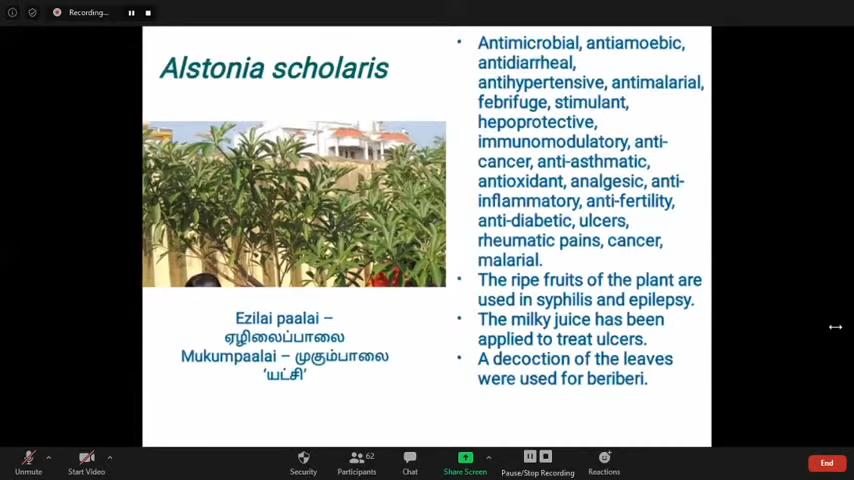 Recording...
Alstonia scholaris
Ezilai paalai –
ஏழிலைப்பாலை
Mukumpaalai – முகும்பாலை
‘யட்சி’
• Antimicrobial, antiamoebic,
antidiarrheal,
antihypertensive, antimalarial,
febrifuge, stimulant,
hepoprotective,
immunomodulatory, anti-
cancer, anti-asthmatic,
antioxidant, analgesic, anti-
inflammatory, anti-fertility,
anti-diabetic, ulcers,
rheumatic pains, cancer,
malarial.
• The ripe fruits of the plant are
used in syphilis and epilepsy.
• The milky juice has been
applied to treat ulcers.
• A decoction of the leaves
were used for beriberi.
Unmute
Start Video
Security
Participants 62
Chat
Share Screen
Pause/Stop Recording
Reactions
End